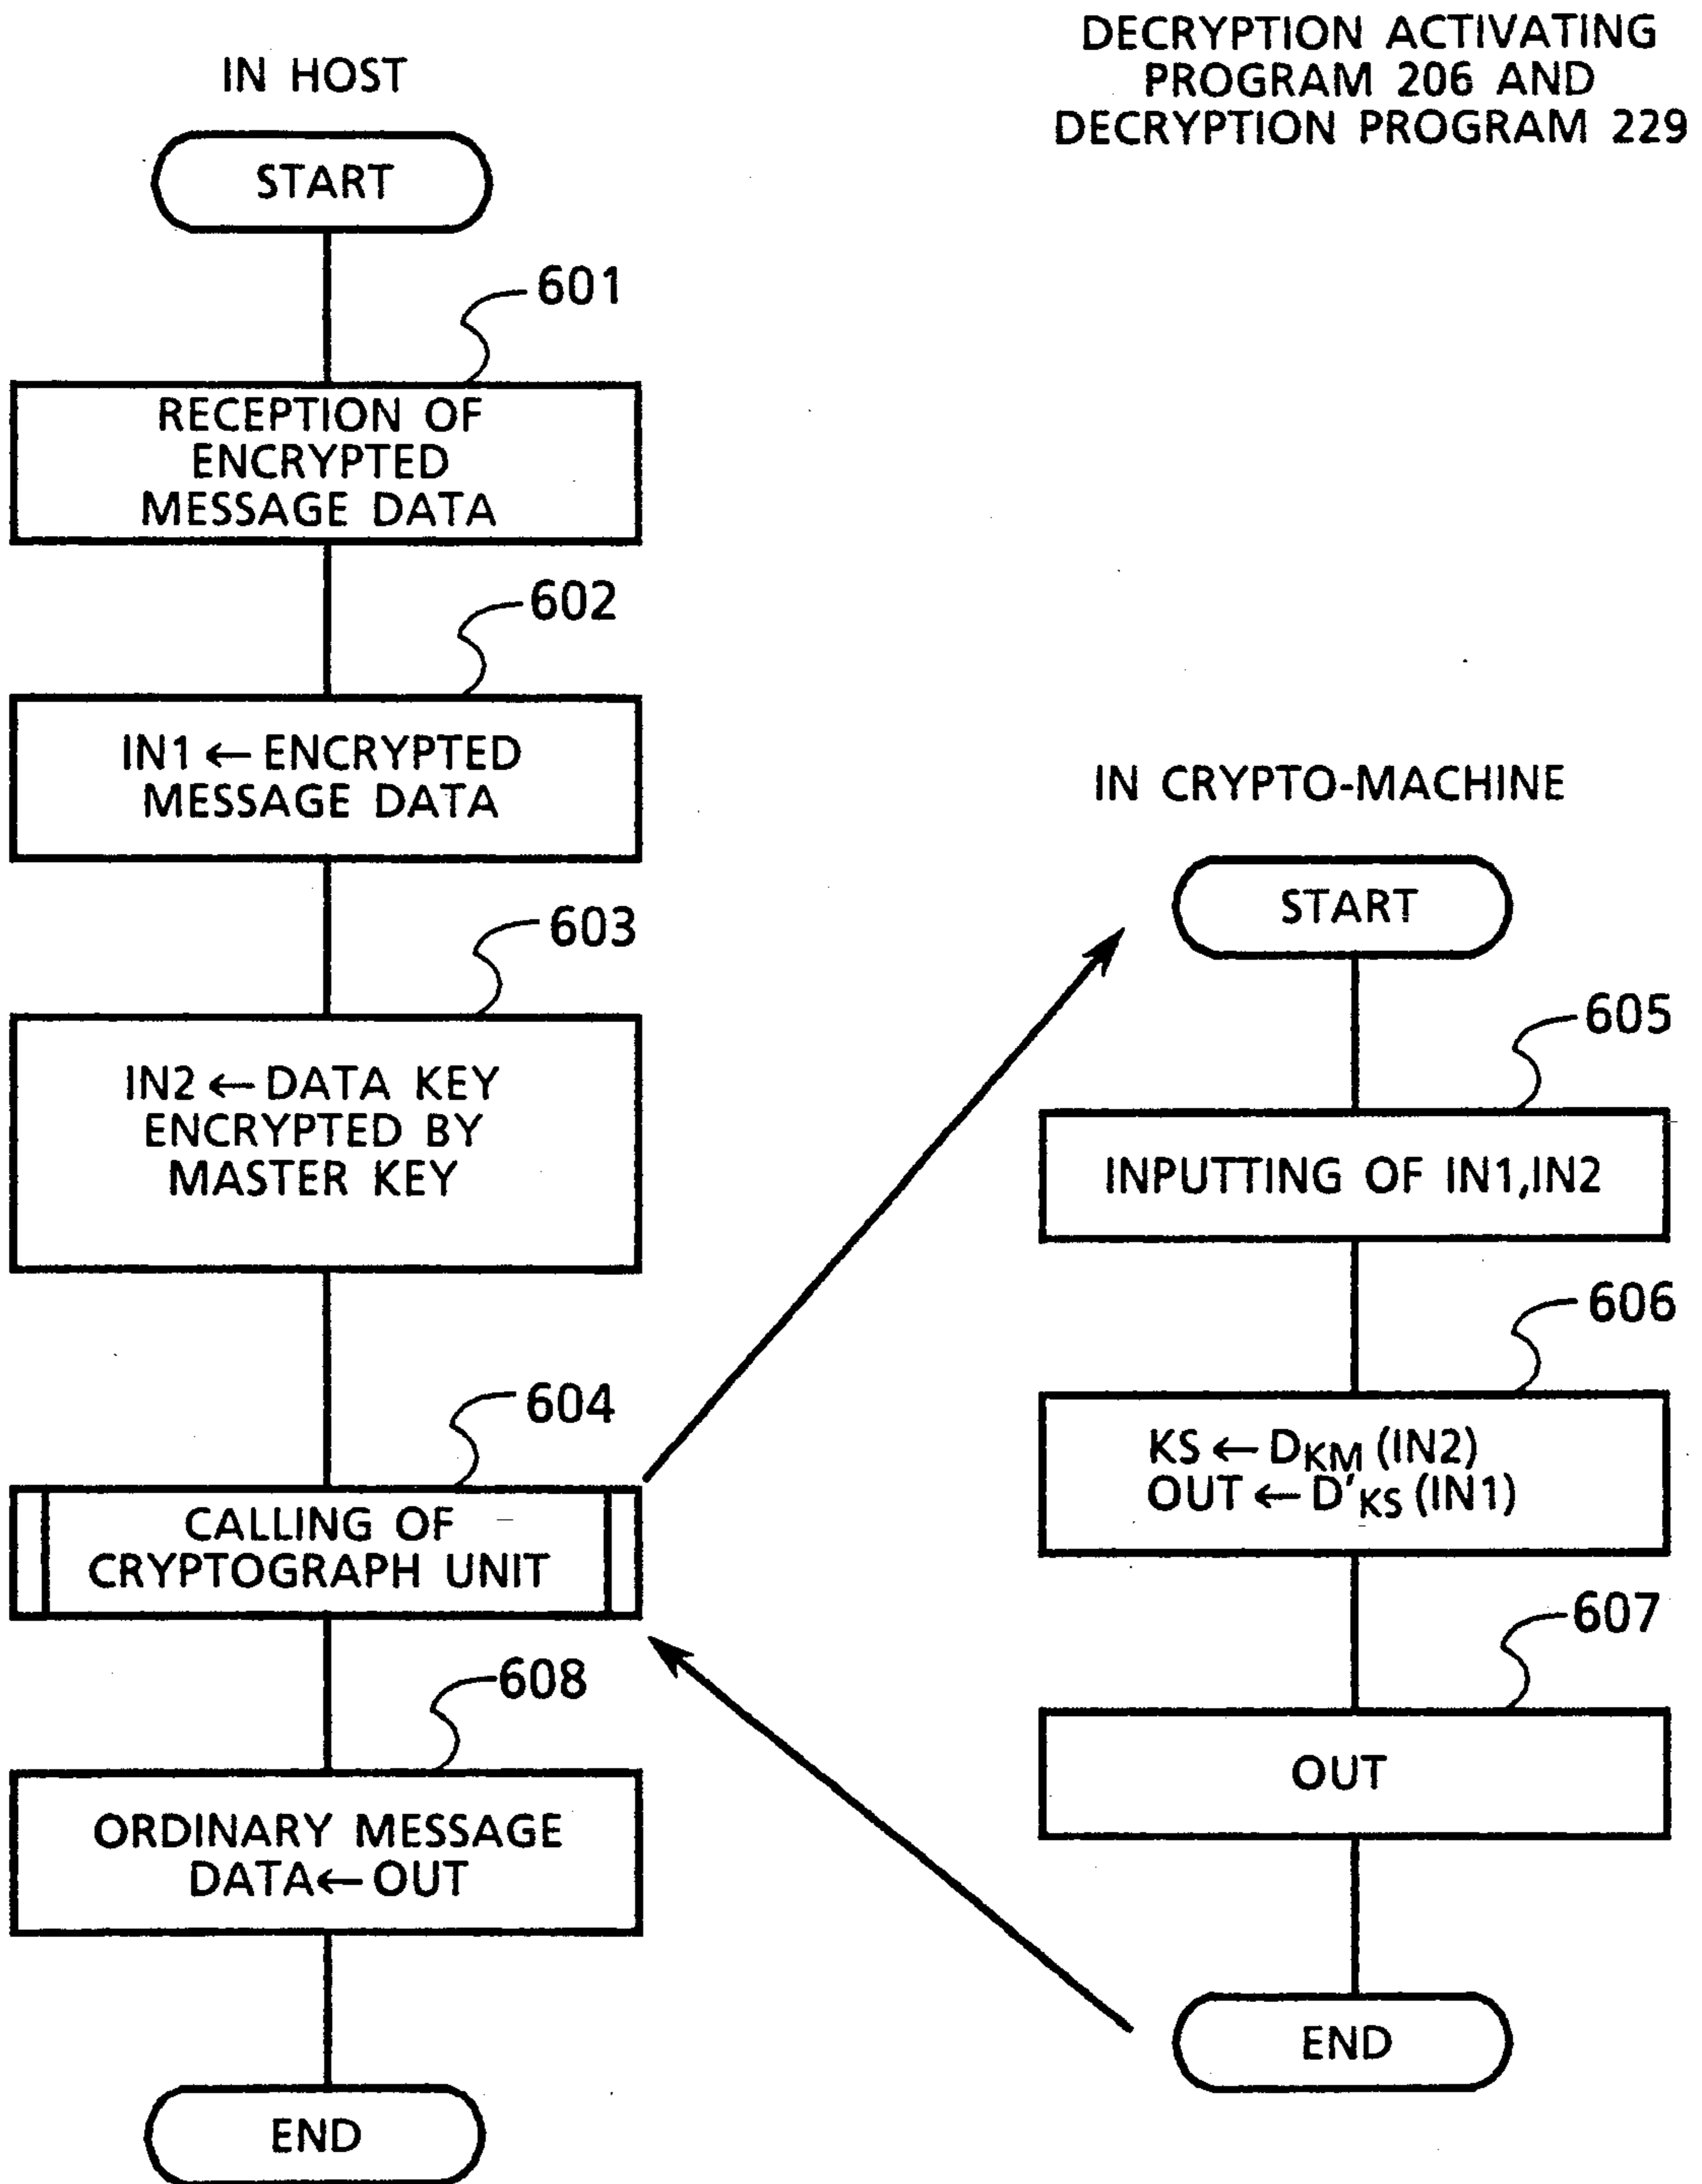 DECRYPTION ACTIVATING
PROGRAM 206 AND
DECRYPTION PROGRAM 229
IN HOST
START
601
RECEPTION OF
ENCRYPTED
MESSAGE DATA
602
IN1 ← ENCRYPTED
MESSAGE DATA
603
IN2 ← DATA KEY
ENCRYPTED BY
MASTER KEY
604
CALLING OF
CRYPTOGRAPH UNIT
608
ORDINARY MESSAGE
DATA ← OUT
END
IN CRYPTO-MACHINE
START
605
INPUTTING OF IN1,IN2
606
KS ← D_KM (IN2)
OUT ← D'_KS (IN1)
607
OUT
END